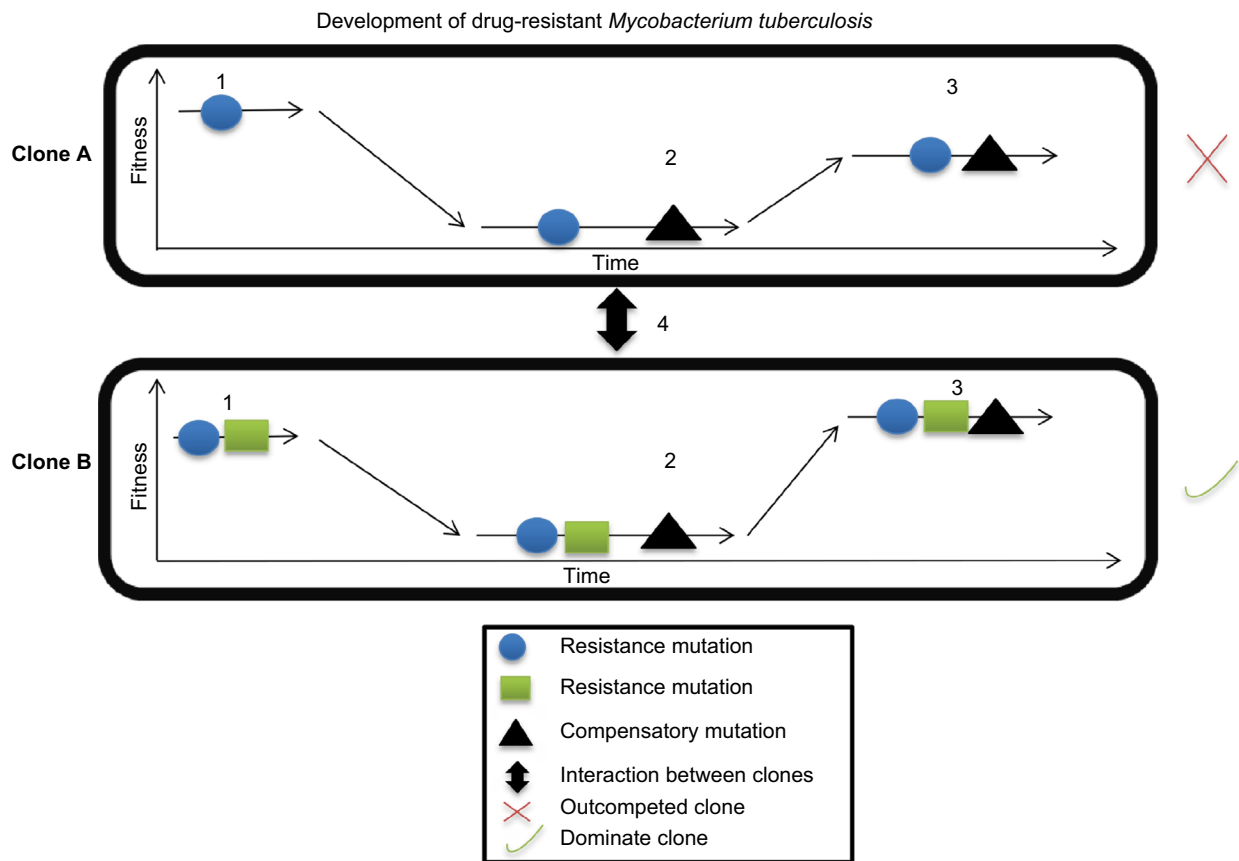 Development of drug-resistant Mycobacterium tuberculosis
Clone A
Fitness
1
2
3
Time
4
Clone B
Fitness
1
2
3
Time
Resistance mutation
Resistance mutation
Compensatory mutation
Interaction between clones
Outcompeted clone
Dominate clone